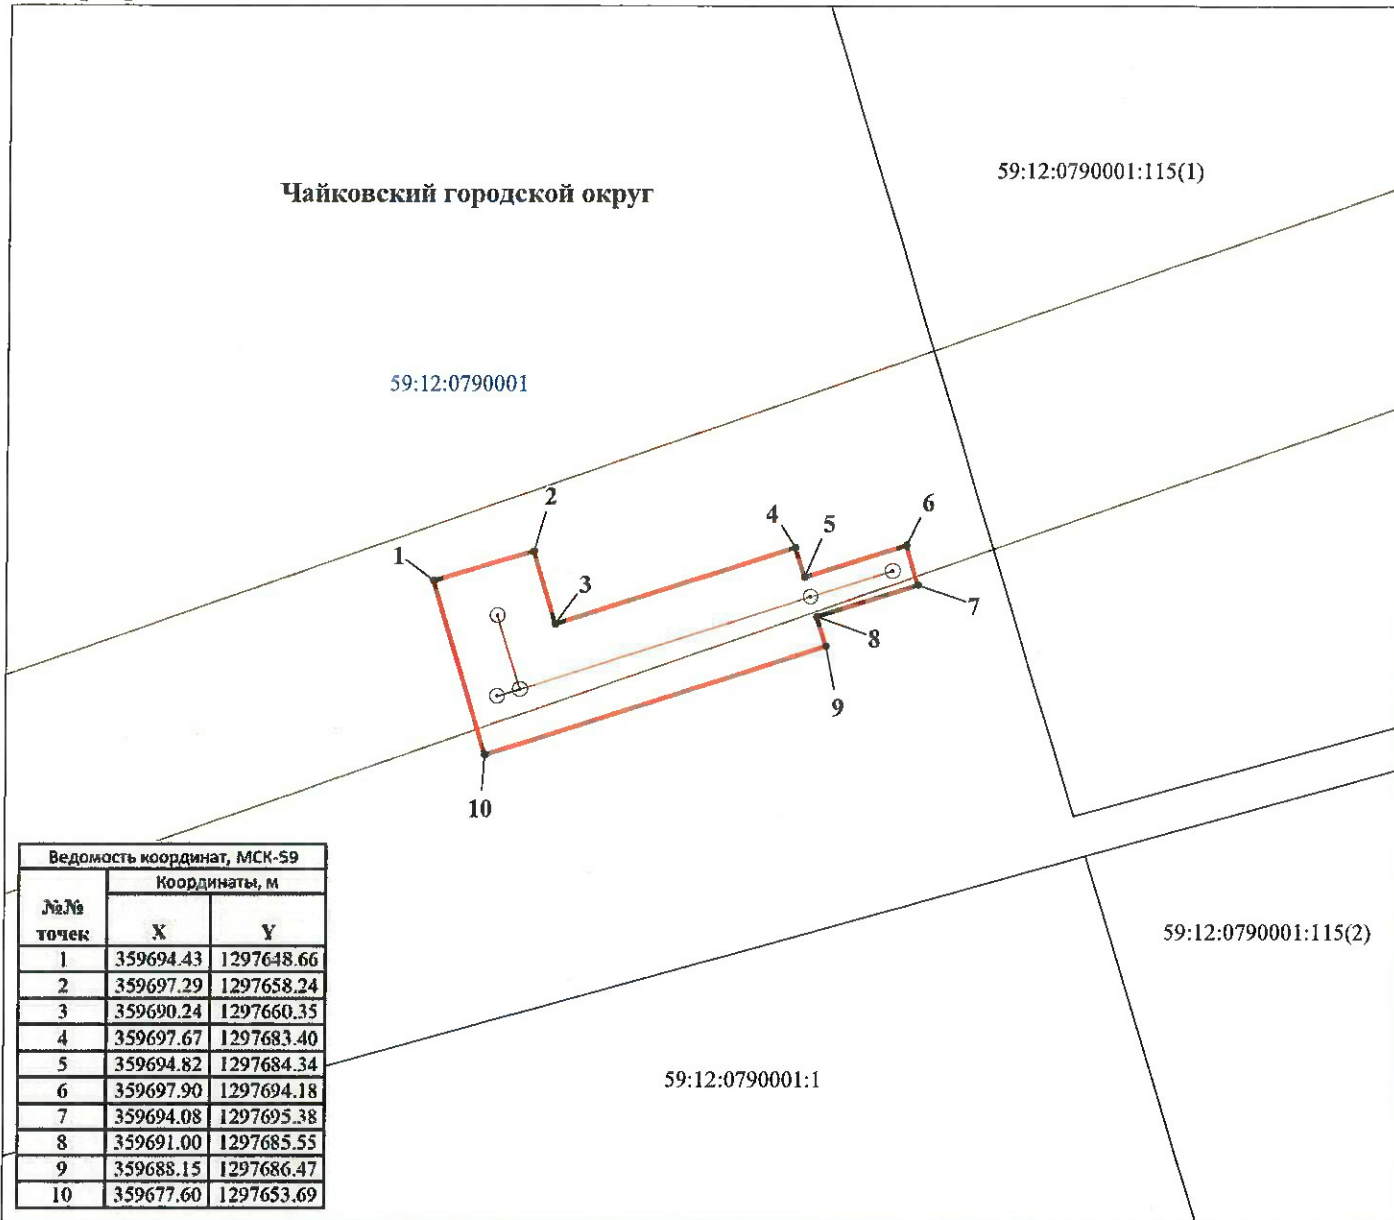 59:12:0790001:115(1)
Чайковский городской округ
59:12:0790001
2
6
4
5
1
3
7
8
9
10
Ведомость координат, МСК-59
№№ точек Координаты, м
X Y
1 359694.43 1297648.66
2 359697.29 1297658.24
3 359690.24 1297660.35
4 359697.67 1297683.40
5 359694.82 1297684.34
6 359697.90 1297694.18
7 359694.08 1297695.38
8 359691.00 1297685.55
9 359688.15 1297686.47
10 359677.60 1297653.69
59:12:0790001:115(2)
59:12:0790001:1